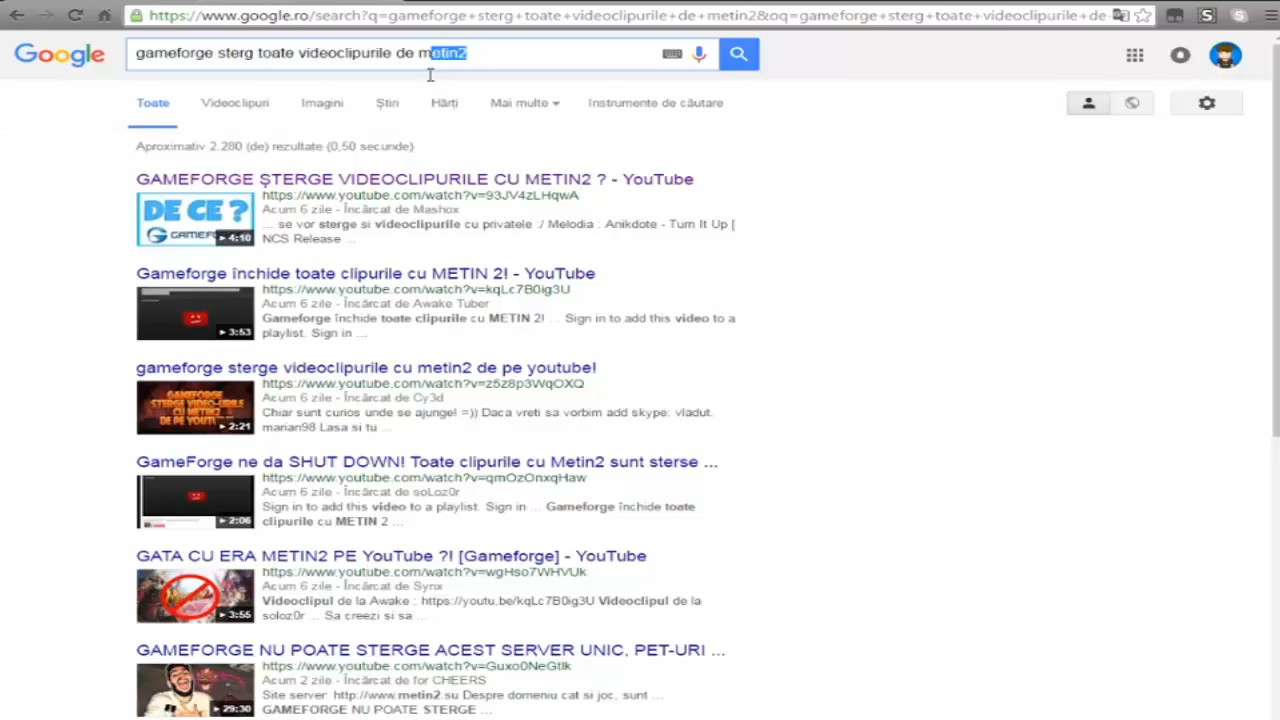 https://www.google.ro/search?q=gameforge+sterg+toate+videoclipurile+de+metin2&oq=gameforge+sterg+toate+videoclipurile+de+
Google
gameforge sterg toate videoclipurile de metin2
Toate Videoclipuri Imagini Știri Hărți Mai multe Instrumente de căutare
Aproximativ 2.280 (de) rezultate (0,50 secunde)
GAMEFORGE ȘTERGE VIDEOCLIPURILE CU METIN2 ? - YouTube
https://www.youtube.com/watch?v=93JV4zLHqwA
DE CE ?
GAMEF
4:10
Acum 6 zile - Încărcat de Mashox
... se vor sterge si videoclipurile cu privatele :/ Melodia : Anikdote - Turn It Up [
NCS Release ...
Gameforge închide toate clipurile cu METIN 2! - YouTube
https://www.youtube.com/watch?v=kqLc7B0ig3U
3:53
Acum 6 zile - Încărcat de Awake Tuber
Gameforge închide toate clipurile cu METIN 2! ... Sign in to add this video to a
playlist. Sign in ...
gameforge sterge videoclipurile cu metin2 de pe youtube!
https://www.youtube.com/watch?v=z5z8p3WqOXQ
GAMEFORGE
STERGE VIDEO-URILE
CU METIN2
DE PE YOUT
2:21
Acum 6 zile - Încărcat de Cy3d
Chiar sunt curios unde se ajunge! =)) Daca vreti sa vorbim add skype: vladut.
marian98 Lasa si tu ...
GameForge ne da SHUT DOWN! Toate clipurile cu Metin2 sunt sterse ...
https://www.youtube.com/watch?v=qmOzOnxqHaw
2:06
Acum 6 zile - Încărcat de soLoz0r
Sign in to add this video to a playlist. Sign in ... Gameforge închide toate
clipurile cu METIN 2 ...
GATA CU ERA METIN2 PE YouTube ?! [Gameforge] - YouTube
https://www.youtube.com/watch?v=wgHso7WHVUk
3:55
Acum 6 zile - Încărcat de Synx
Videoclipul de la Awake : https://youtu.be/kqLc7B0ig3U Videoclipul de la
soloz0r ... Sa creezi si sa ...
GAMEFORGE NU POATE STERGE ACEST SERVER UNIC, PET-URI ...
https://www.youtube.com/watch?v=Guxo0NeGtlk
29:30
Acum 2 zile - Încărcat de for CHEERS
Site server: http://www.metin2.su Despre domeniu cat si joc, sunt ...
GAMEFORGE NU POATE STERGE ...